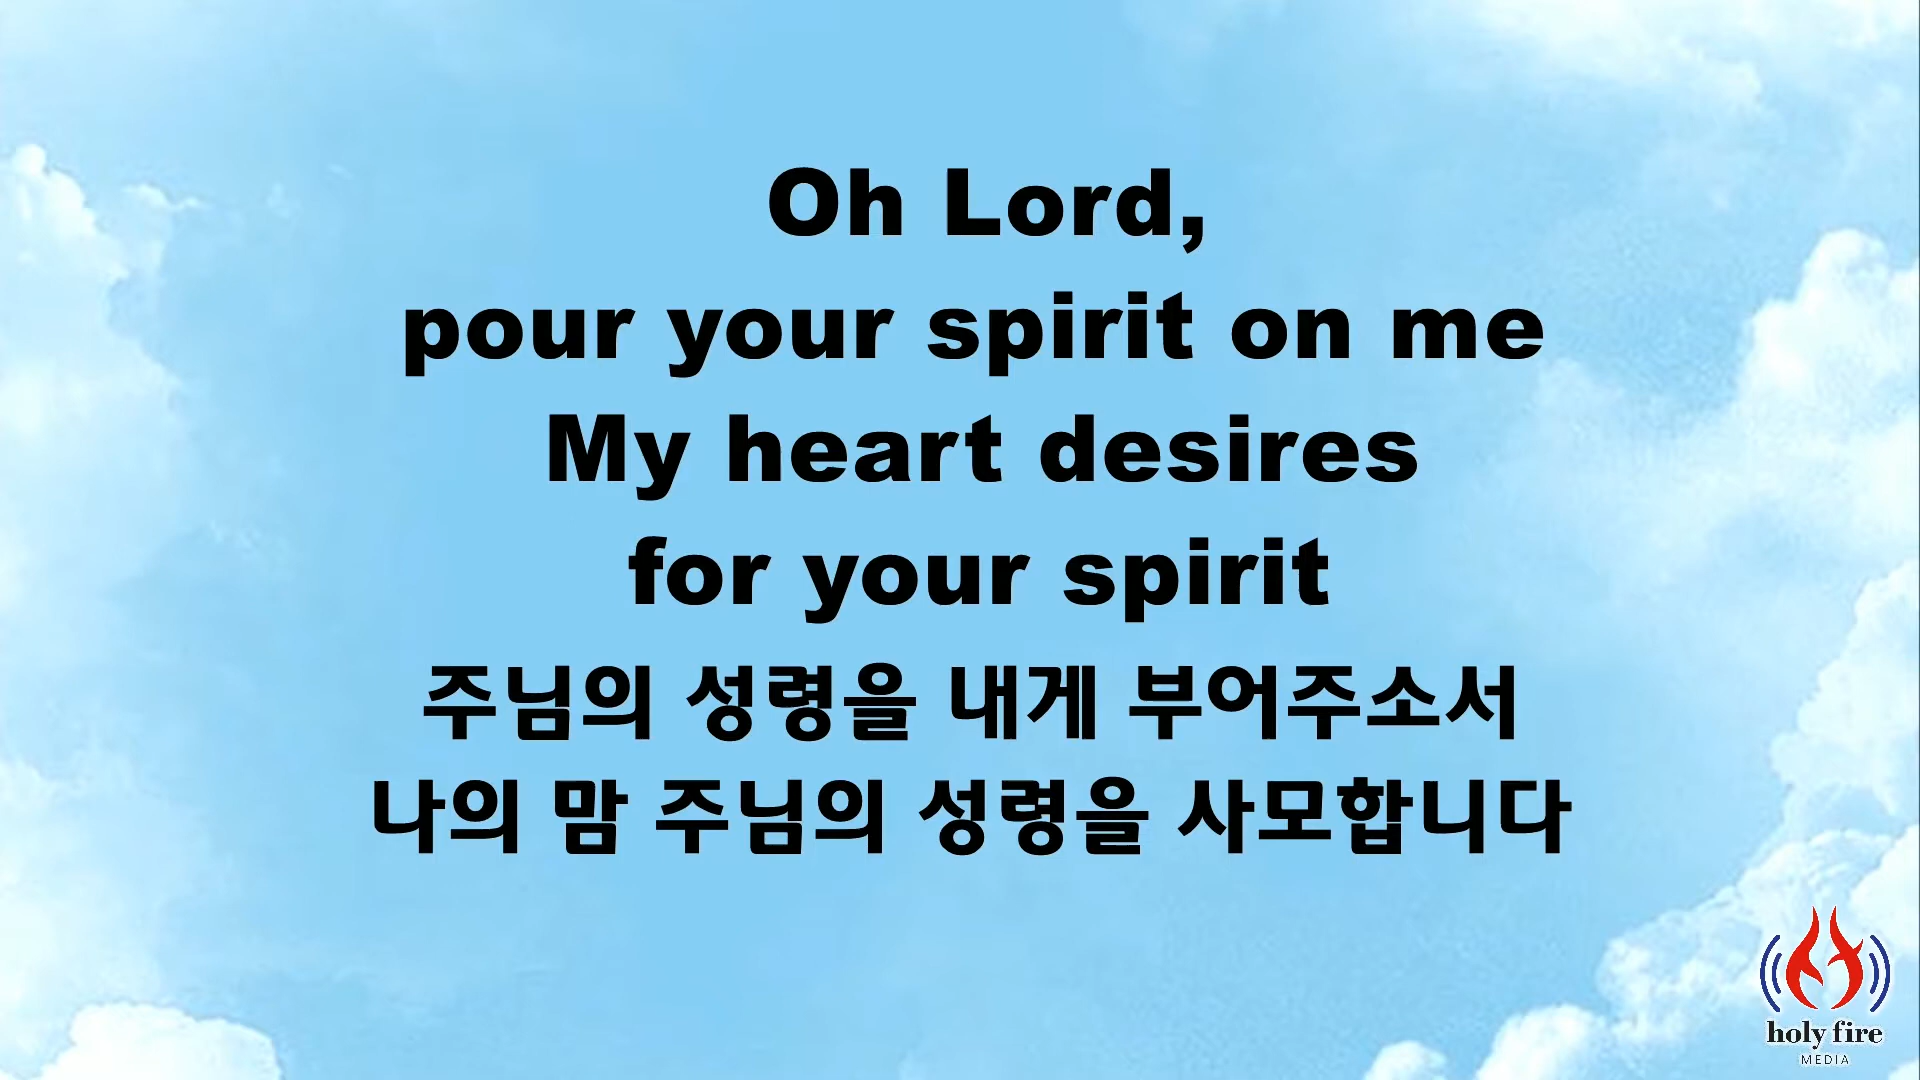 Oh Lord,
pour your spirit on me
My heart desires
for your spirit
주님의 성령을 내게 부어주소서
나의 맘 주님의 성령을 사모합니다
holy fire
MEDIA